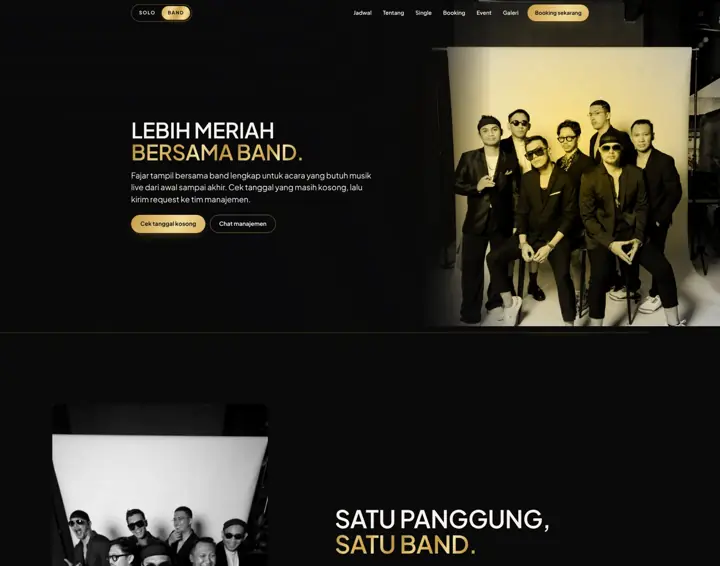 SOLO BAND
Jadwal Tentang Single Booking Event Galeri Booking sekarang
LEBIH MERIAH
BERSAMA BAND.
Fajar tampil bersama band lengkap untuk acara yang butuh musik
live dari awal sampai akhir. Cek tanggal yang masih kosong, lalu
kirim request ke tim manajemen.
Cek tanggal kosong Chat manajemen
SATU PANGGUNG,
SATU BAND.